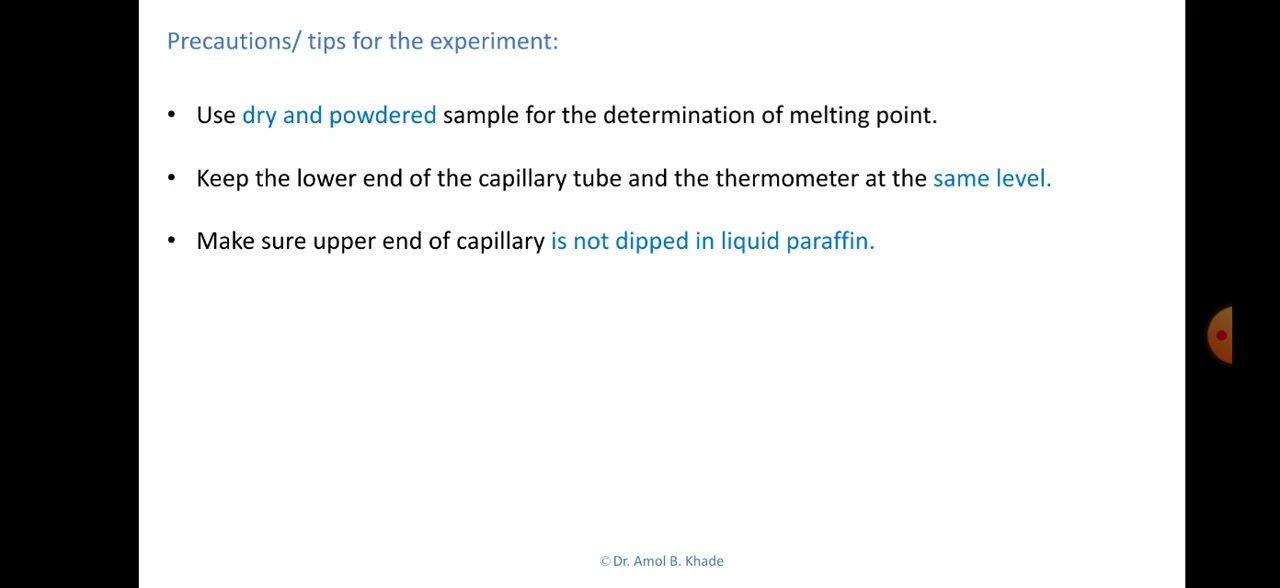 Precautions/ tips for the experiment:
• Use dry and powdered sample for the determination of melting point.
• Keep the lower end of the capillary tube and the thermometer at the same level.
• Make sure upper end of capillary is not dipped in liquid paraffin.
© Dr. Amol B. Khade